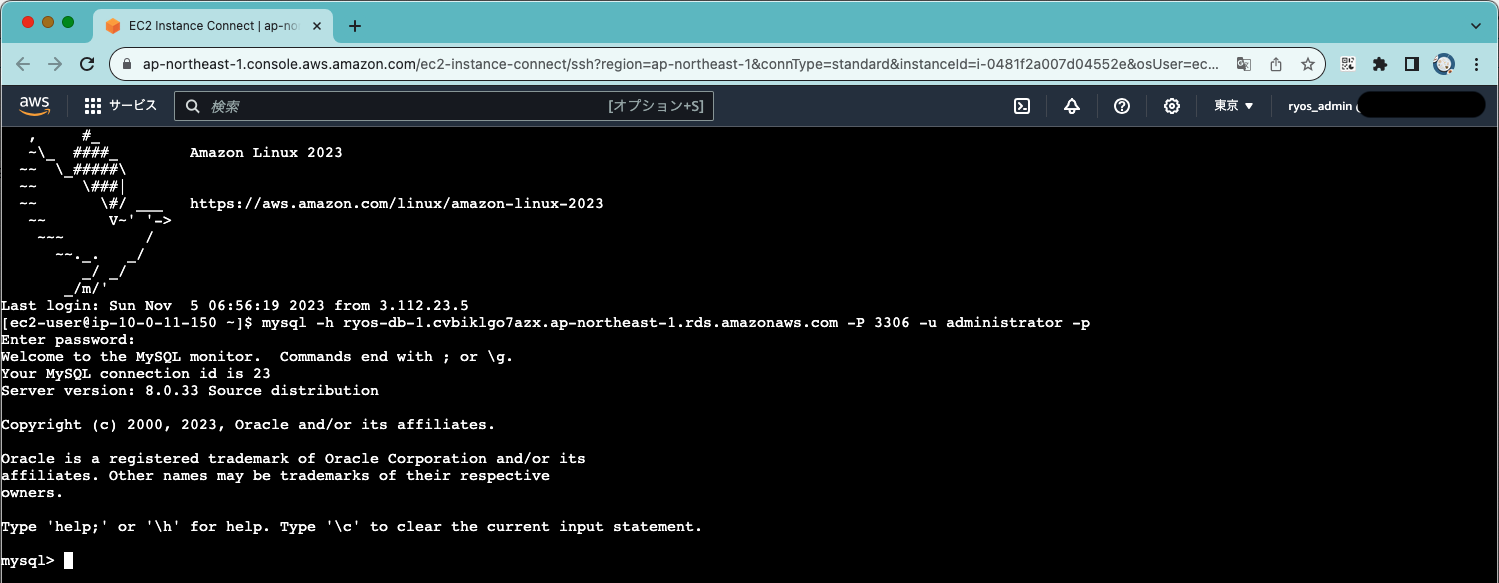 EC2 Instance Connect | ap-no
ap-northeast-1.console.aws.amazon.com/ec2-instance-connect/ssh?region=ap-northeast-1&connType=standard&instanceId=i-0481f2a007d04552e&osUser=ec...
aws サービス 検索 [オプション+S] 東京 ryos_admin
   ,     #_
   ~\_  ####_        Amazon Linux 2023
  ~~  \_#####\
  ~~     \###|
  ~~       \#/ ___   https://aws.amazon.com/linux/amazon-linux-2023
   ~~       V~' '->
    ~~~         /
      ~~._.   _/
         _/ _/
       _/m/'
Last login: Sun Nov  5 06:56:19 2023 from 3.112.23.5
[ec2-user@ip-10-0-11-150 ~]$ mysql -h ryos-db-1.cvbiklgo7azx.ap-northeast-1.rds.amazonaws.com -P 3306 -u administrator -p
Enter password:
Welcome to the MySQL monitor.  Commands end with ; or \g.
Your MySQL connection id is 23
Server version: 8.0.33 Source distribution
Copyright (c) 2000, 2023, Oracle and/or its affiliates.
Oracle is a registered trademark of Oracle Corporation and/or its
affiliates. Other names may be trademarks of their respective
owners.
Type 'help;' or '\h' for help. Type '\c' to clear the current input statement.
mysql>